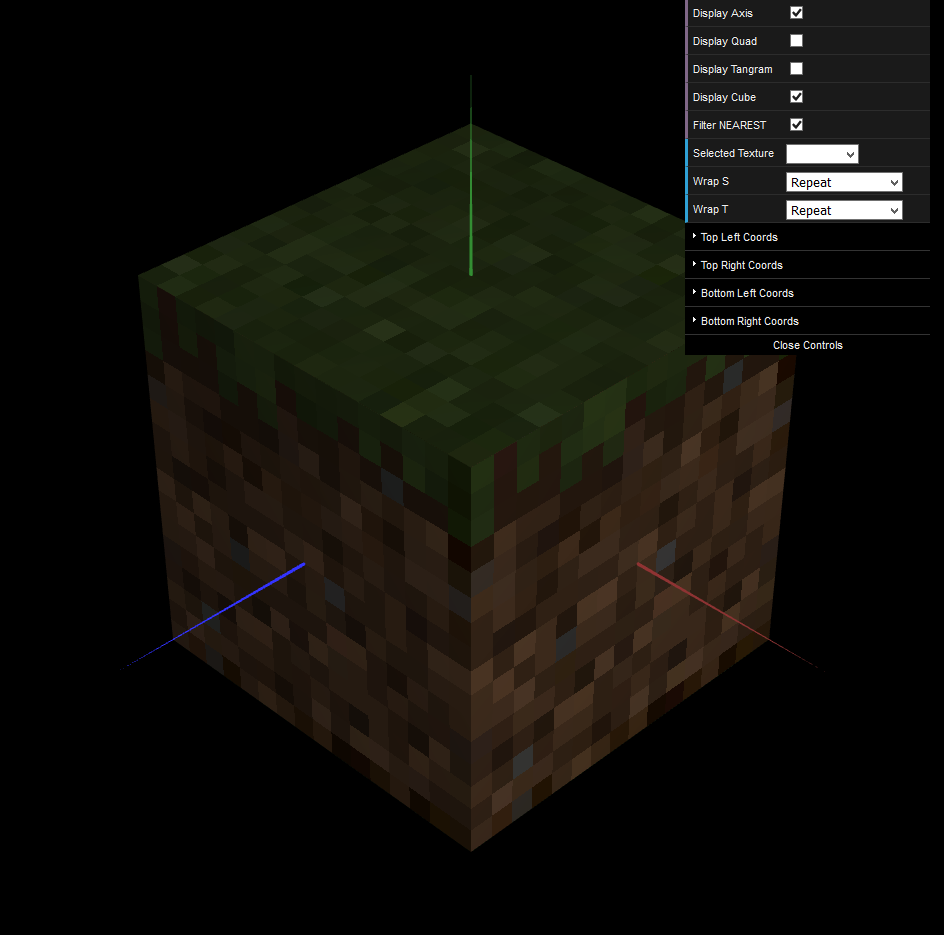 Display Axis
Display Quad
Display Tangram
Display Cube
Filter NEAREST
Selected Texture
Wrap S Repeat
Wrap T Repeat
Top Left Coords
Top Right Coords
Bottom Left Coords
Bottom Right Coords
Close Controls